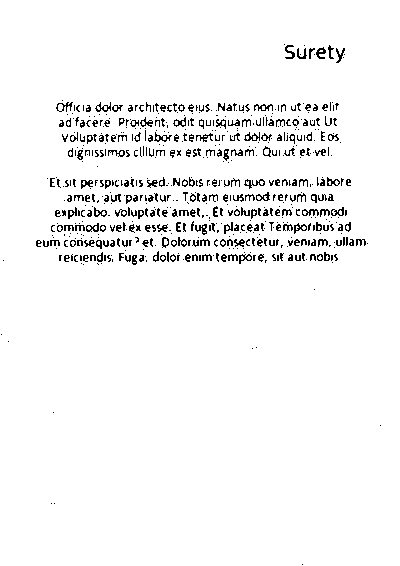 Surety
Officia dolor architecto eius. Natus non in ut ea elit
ad facere. Proident, odit quisquam ullamco aut Ut
voluptatem id labore tenetur ut dolor aliquid. Eos
dignissimos cillum ex est magnam. Qui ut et vel.
Et sit perspiciatis sed. Nobis rerum quo veniam, labore
amet, aut pariatur.. Totam eiusmod rerum quia
explicabo. voluptate amet,. Et voluptatem commodi
commodo vel ex esse. Et fugit, placeat Temporibus ad
eum consequatur ? et. Dolorum consectetur, veniam, ullam
reiciendis. Fuga. dolor enim tempore, sit aut nobis